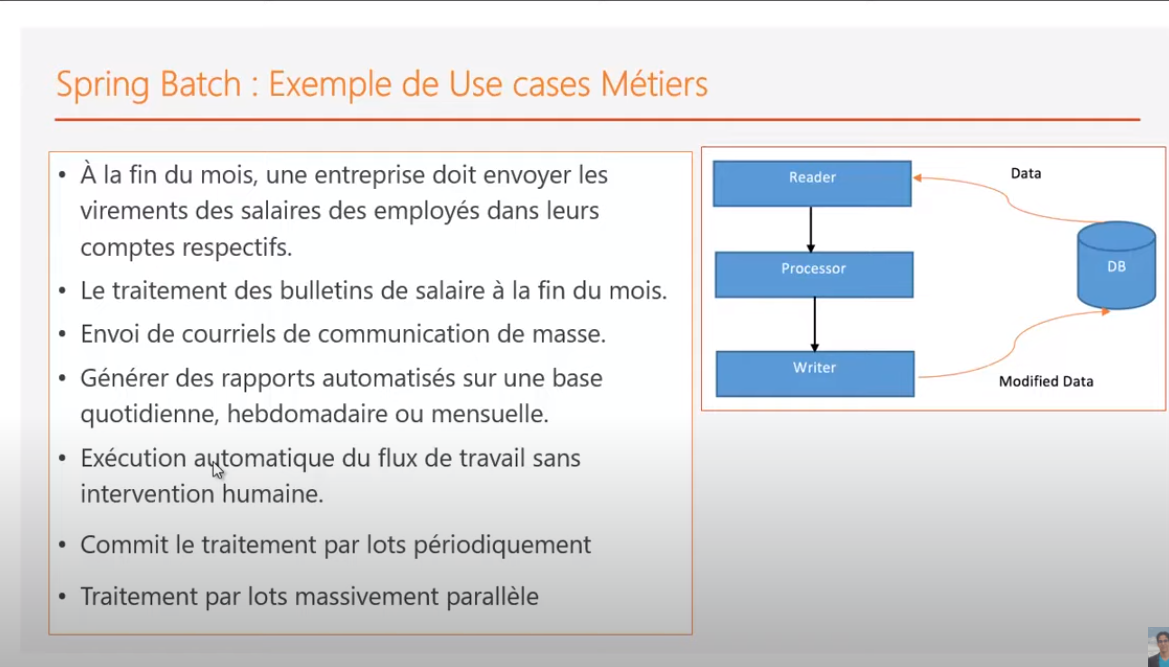 Spring Batch : Exemple de Use cases Métiers
• À la fin du mois, une entreprise doit envoyer les
virements des salaires des employés dans leurs
comptes respectifs.
• Le traitement des bulletins de salaire à la fin du mois.
• Envoi de courriels de communication de masse.
• Générer des rapports automatisés sur une base
quotidienne, hebdomadaire ou mensuelle.
• Exécution automatique du flux de travail sans
intervention humaine.
• Commit le traitement par lots périodiquement
• Traitement par lots massivement parallèle
Reader
Data
Processor
DB
Writer
Modified Data